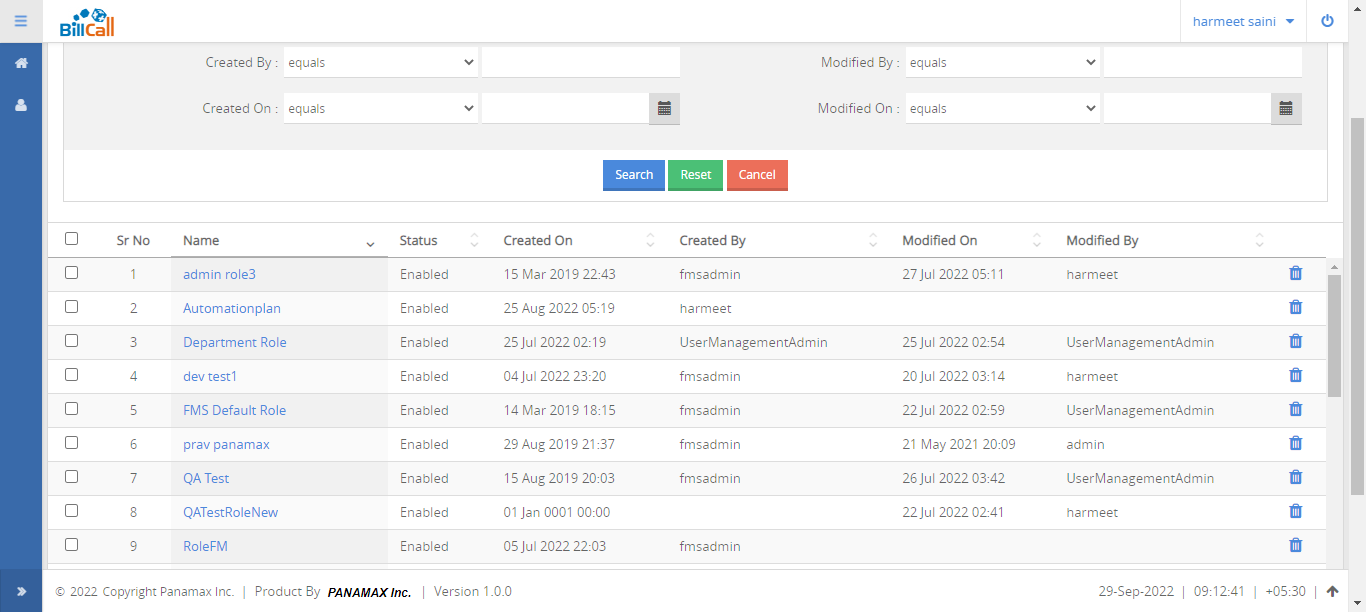 BillCall
harmeet saini
Created By : equals Modified By : equals
Created On : equals Modified On : equals
Search Reset Cancel
Sr No Name Status Created On Created By Modified On Modified By
1 admin role3 Enabled 15 Mar 2019 22:43 fmsadmin 27 Jul 2022 05:11 harmeet
2 Automationplan Enabled 25 Aug 2022 05:19 harmeet
3 Department Role Enabled 25 Jul 2022 02:19 UserManagementAdmin 25 Jul 2022 02:54 UserManagementAdmin
4 dev test1 Enabled 04 Jul 2022 23:20 fmsadmin 20 Jul 2022 03:14 harmeet
5 FMS Default Role Enabled 14 Mar 2019 18:15 fmsadmin 22 Jul 2022 02:59 UserManagementAdmin
6 prav panamax Enabled 29 Aug 2019 21:37 fmsadmin 21 May 2021 20:09 admin
7 QA Test Enabled 15 Aug 2019 20:03 fmsadmin 26 Jul 2022 03:42 UserManagementAdmin
8 QATestRoleNew Enabled 01 Jan 0001 00:00 22 Jul 2022 02:41 harmeet
9 RoleFM Enabled 05 Jul 2022 22:03 fmsadmin
© 2022 Copyright Panamax Inc. | Product By PANAMAX Inc. | Version 1.0.0 29-Sep-2022 | 09:12:41 | +05:30 |